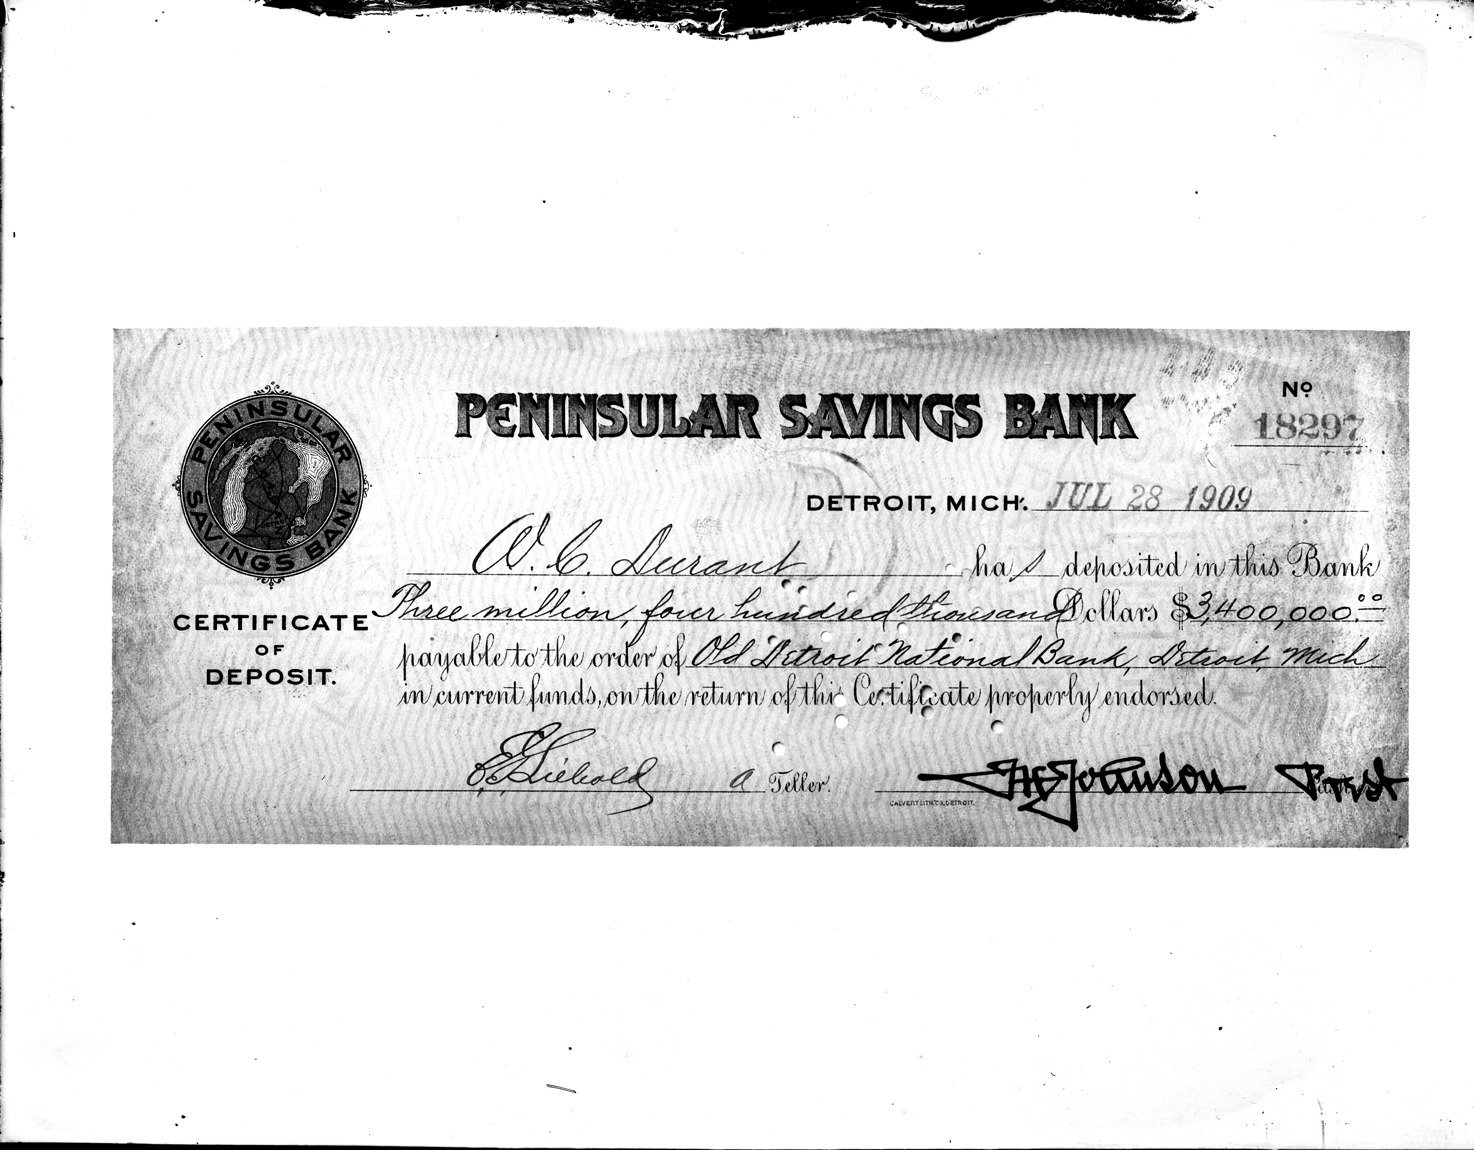 PENINSULAR SAVINGS BANK
PENINSULAR SAVINGS BANK
No
18297
DETROIT, MICH. JUL 28 1909
W. C. Durant has deposited in this Bank
Three million, four hundred thousand Dollars $3,400,000.00
payable to the order of Old Detroit National Bank, Detroit, Mich
in current funds, on the return of this Certificate properly endorsed.
CERTIFICATE
OF
DEPOSIT.
E. G. Liebold a Teller. Johnson Prest
CALVERT LITH. CO. DETROIT.